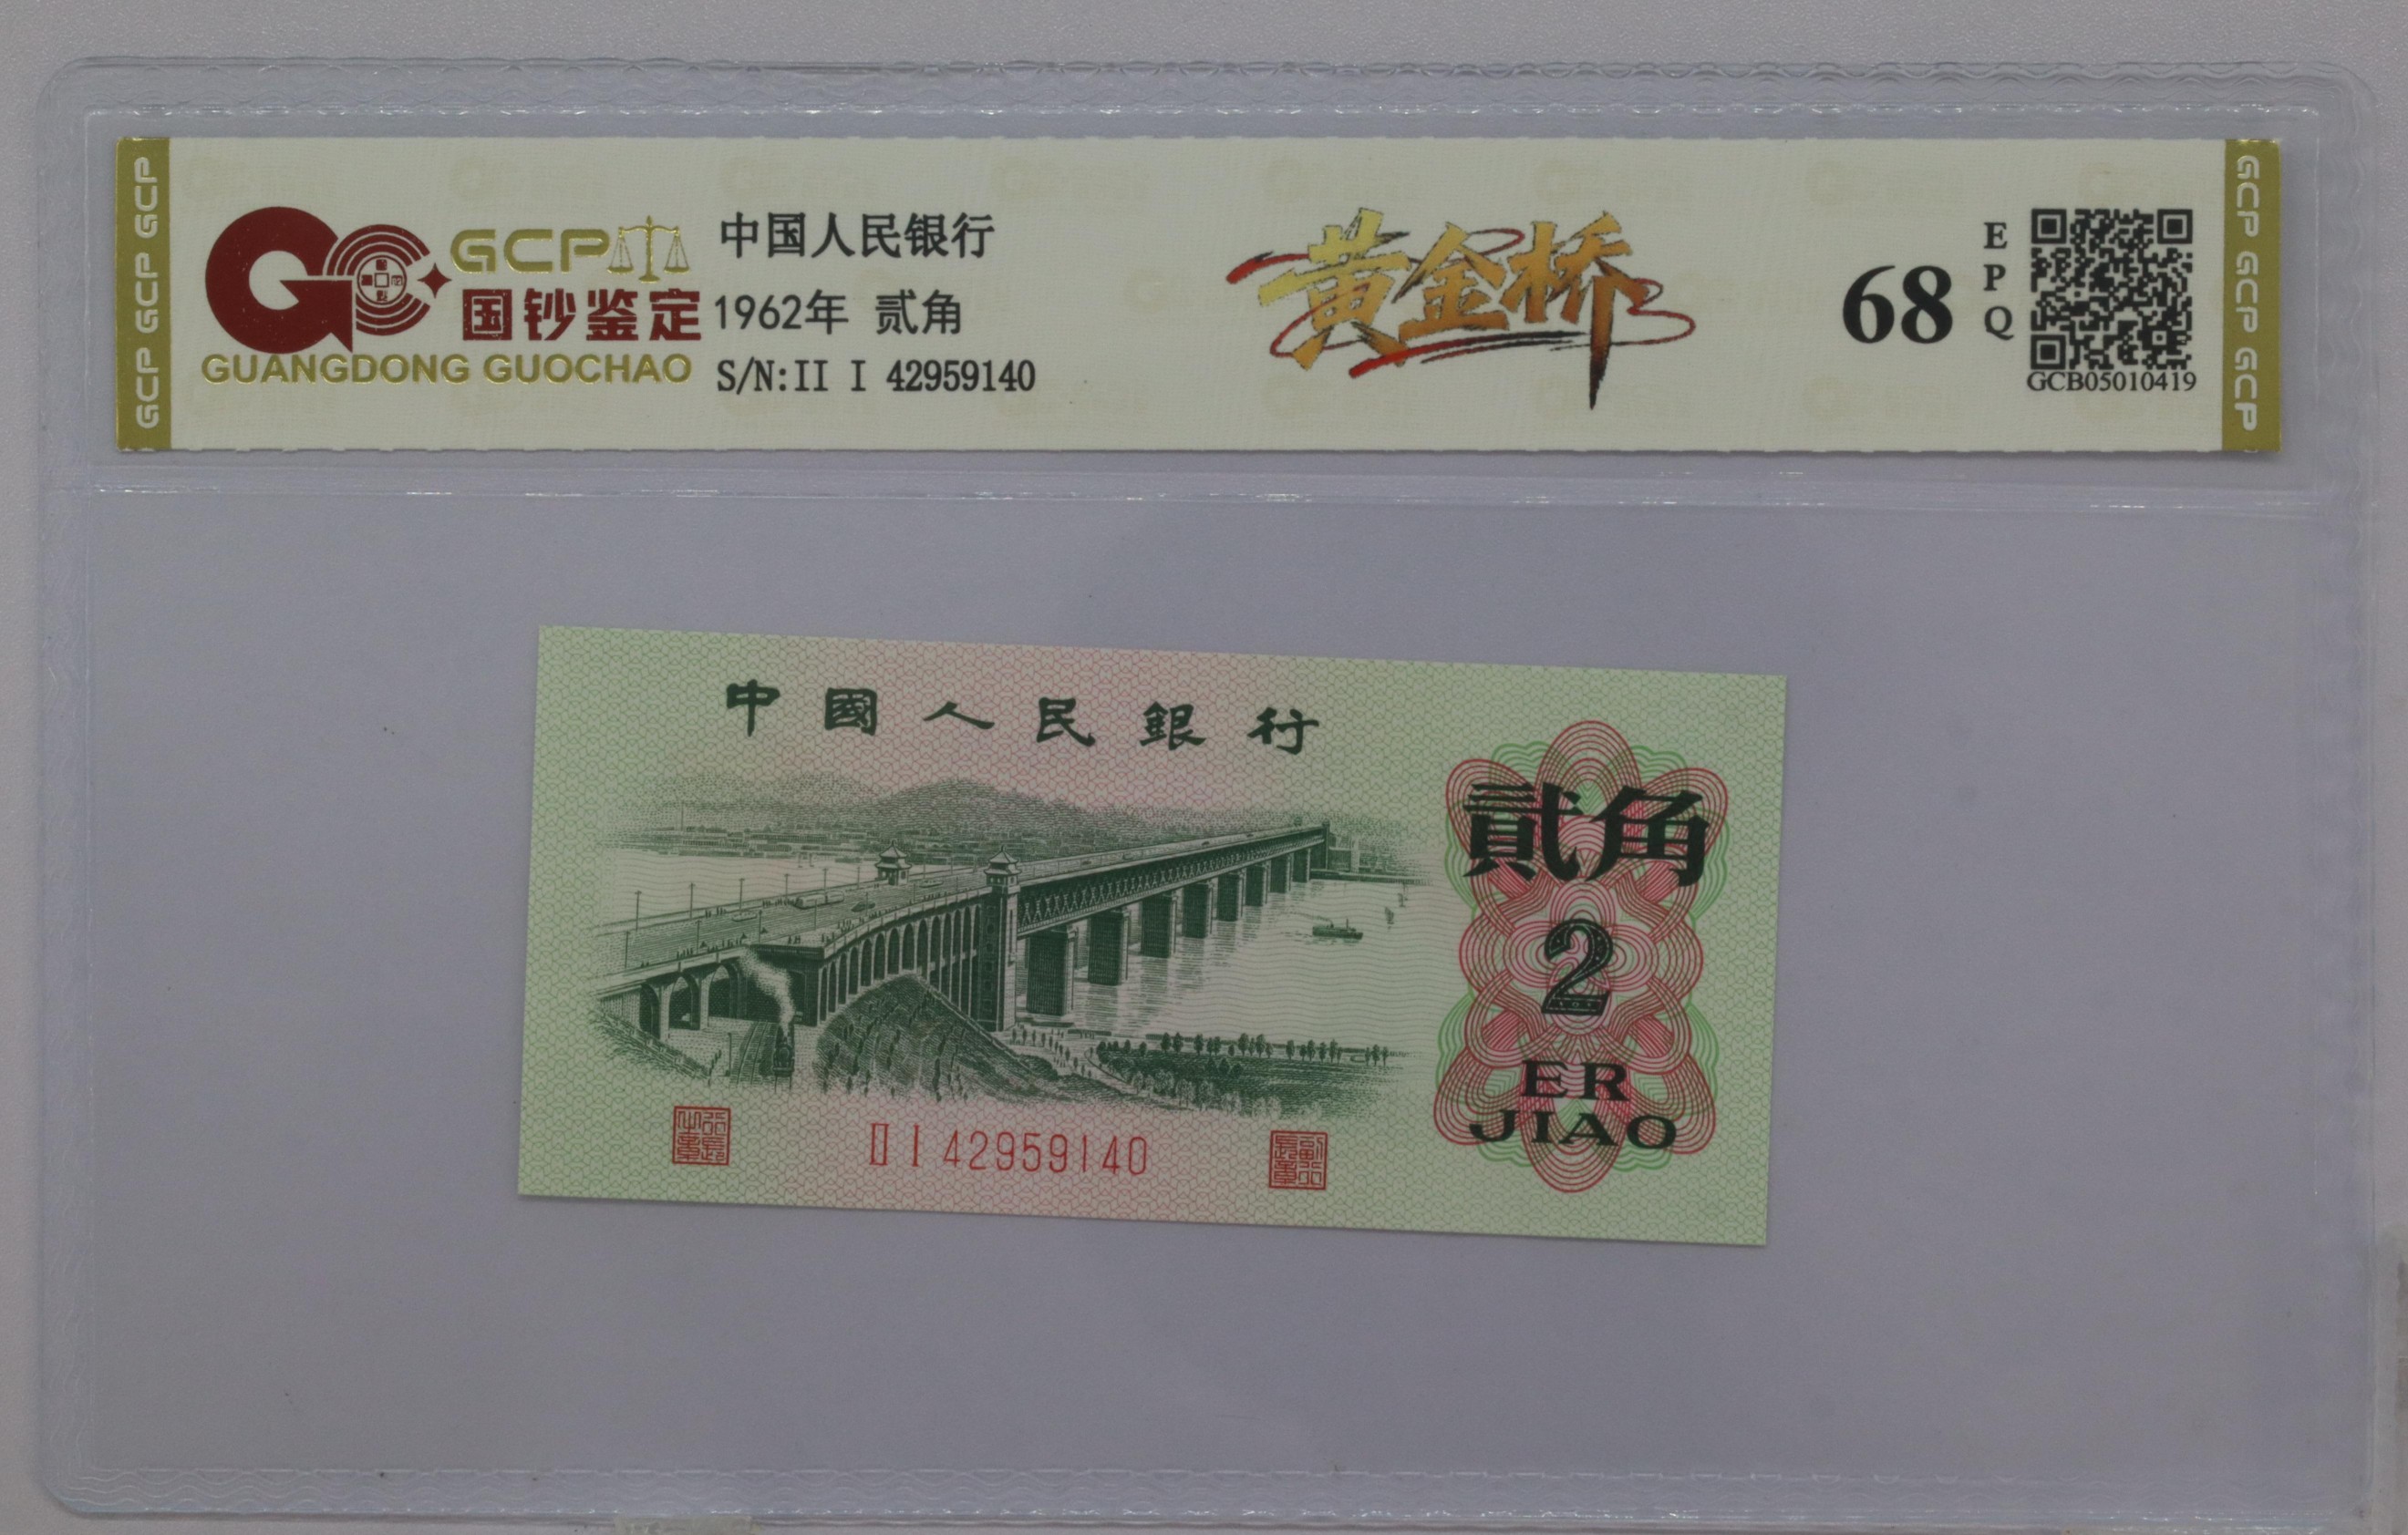 GCP GCP GCP
GCP
国钞鉴定
GUANGDONG GUOCHAO
中国人民银行
1962年 贰角
S/N:II I 42959140
黄金桥
68
EPQ
GCB05010419
GCP GCP GCP
中國人民銀行
貳角
2
ER
JIAO
II I 42959140